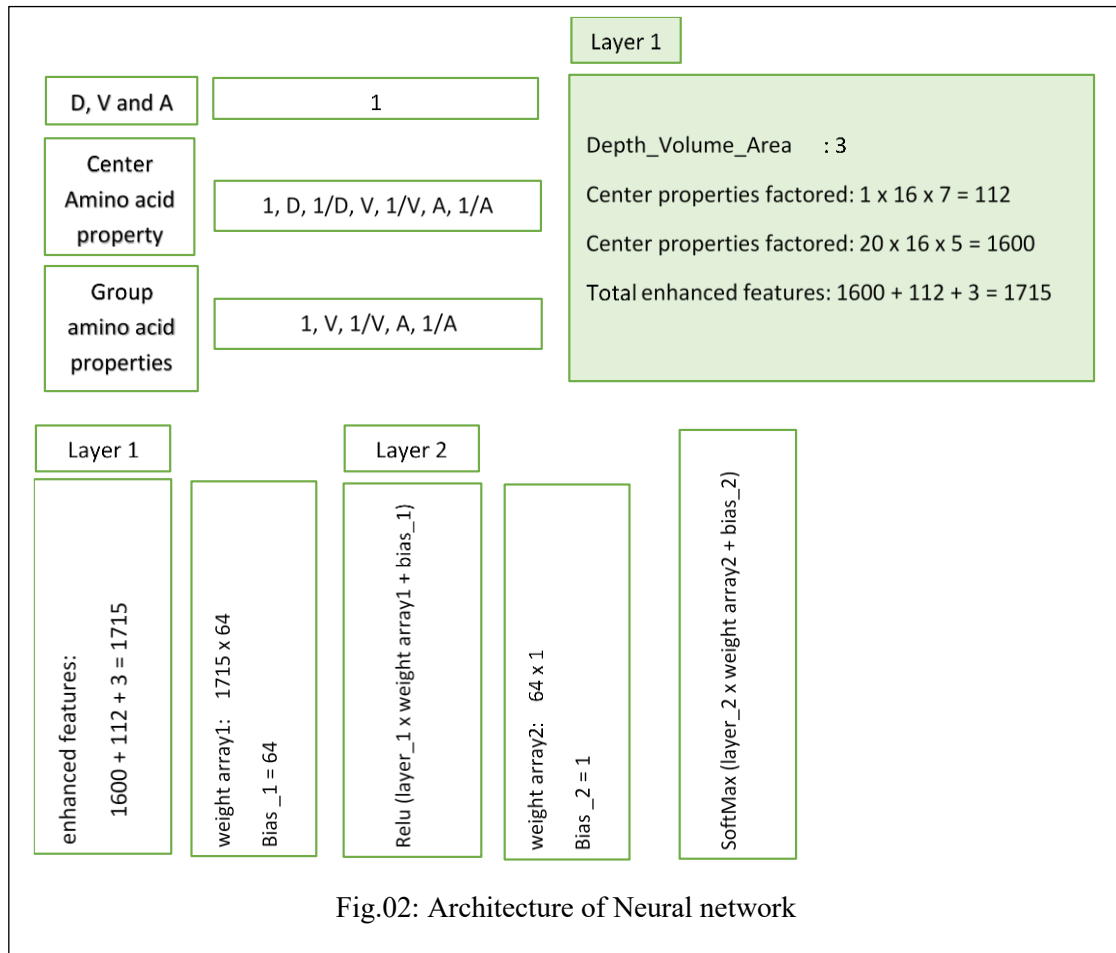 Layer 1
D, V and A
1
Depth_Volume_Area : 3
Center
Amino acid
property
1, D, 1/D, V, 1/V, A, 1/A
Center properties factored: 1 x 16 x 7 = 112
Center properties factored: 20 x 16 x 5 = 1600
Total enhanced features: 1600 + 112 + 3 = 1715
Group
amino acid
properties
1, V, 1/V, A, 1/A
Layer 1
enhanced features:
1600 + 112 + 3 = 1715
weight array1: 1715 x 64
Bias _1 = 64
Layer 2
Relu (layer_1 x weight array1 + bias_1)
weight array2: 64 x 1
Bias _2 = 1
SoftMax (layer_2 x weight array2 + bias_2)
Fig.02: Architecture of Neural network